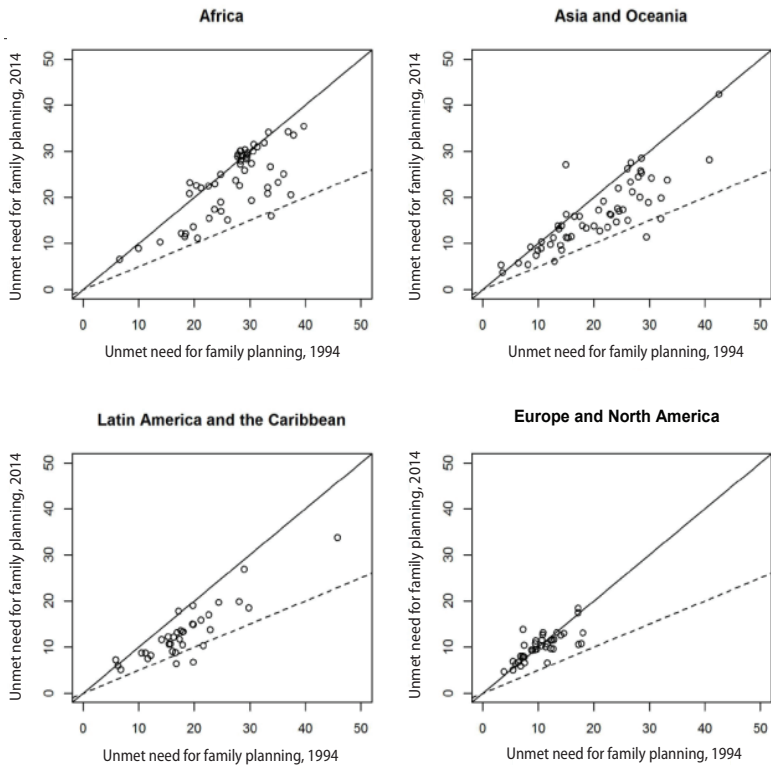 Africa
Unmet need for family planning, 2014
50
40
30
20
10
0
0 10 20 30 40 50
Unmet need for family planning, 1994
Asia and Oceania
Unmet need for family planning, 2014
50
40
30
20
10
0
0 10 20 30 40 50
Unmet need for family planning, 1994
Latin America and the Caribbean
Unmet need for family planning, 2014
50
40
30
20
10
0
0 10 20 30 40 50
Unmet need for family planning, 1994
Europe and North America
Unmet need for family planning, 2014
50
40
30
20
10
0
0 10 20 30 40 50
Unmet need for family planning, 1994